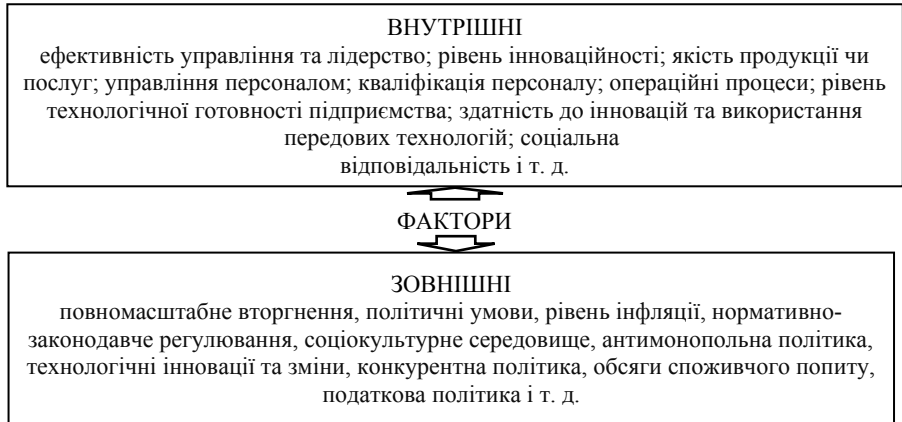 ВНУТРІШНІ
ефективність управління та лідерство; рівень інноваційності; якість продукції чи
послуг; управління персоналом; кваліфікація персоналу; операційні процеси; рівень
технологічної готовності підприємства; здатність до інновацій та використання
передових технологій; соціальна
відповідальність і т. д.
ФАКТОРИ
ЗОВНІШНІ
повномасштабне вторгнення, політичні умови, рівень інфляції, нормативно-
законодавче регулювання, соціокультурне середовище, антимонопольна політика,
технологічні інновації та зміни, конкурентна політика, обсяги споживчого попиту,
податкова політика і т. д.